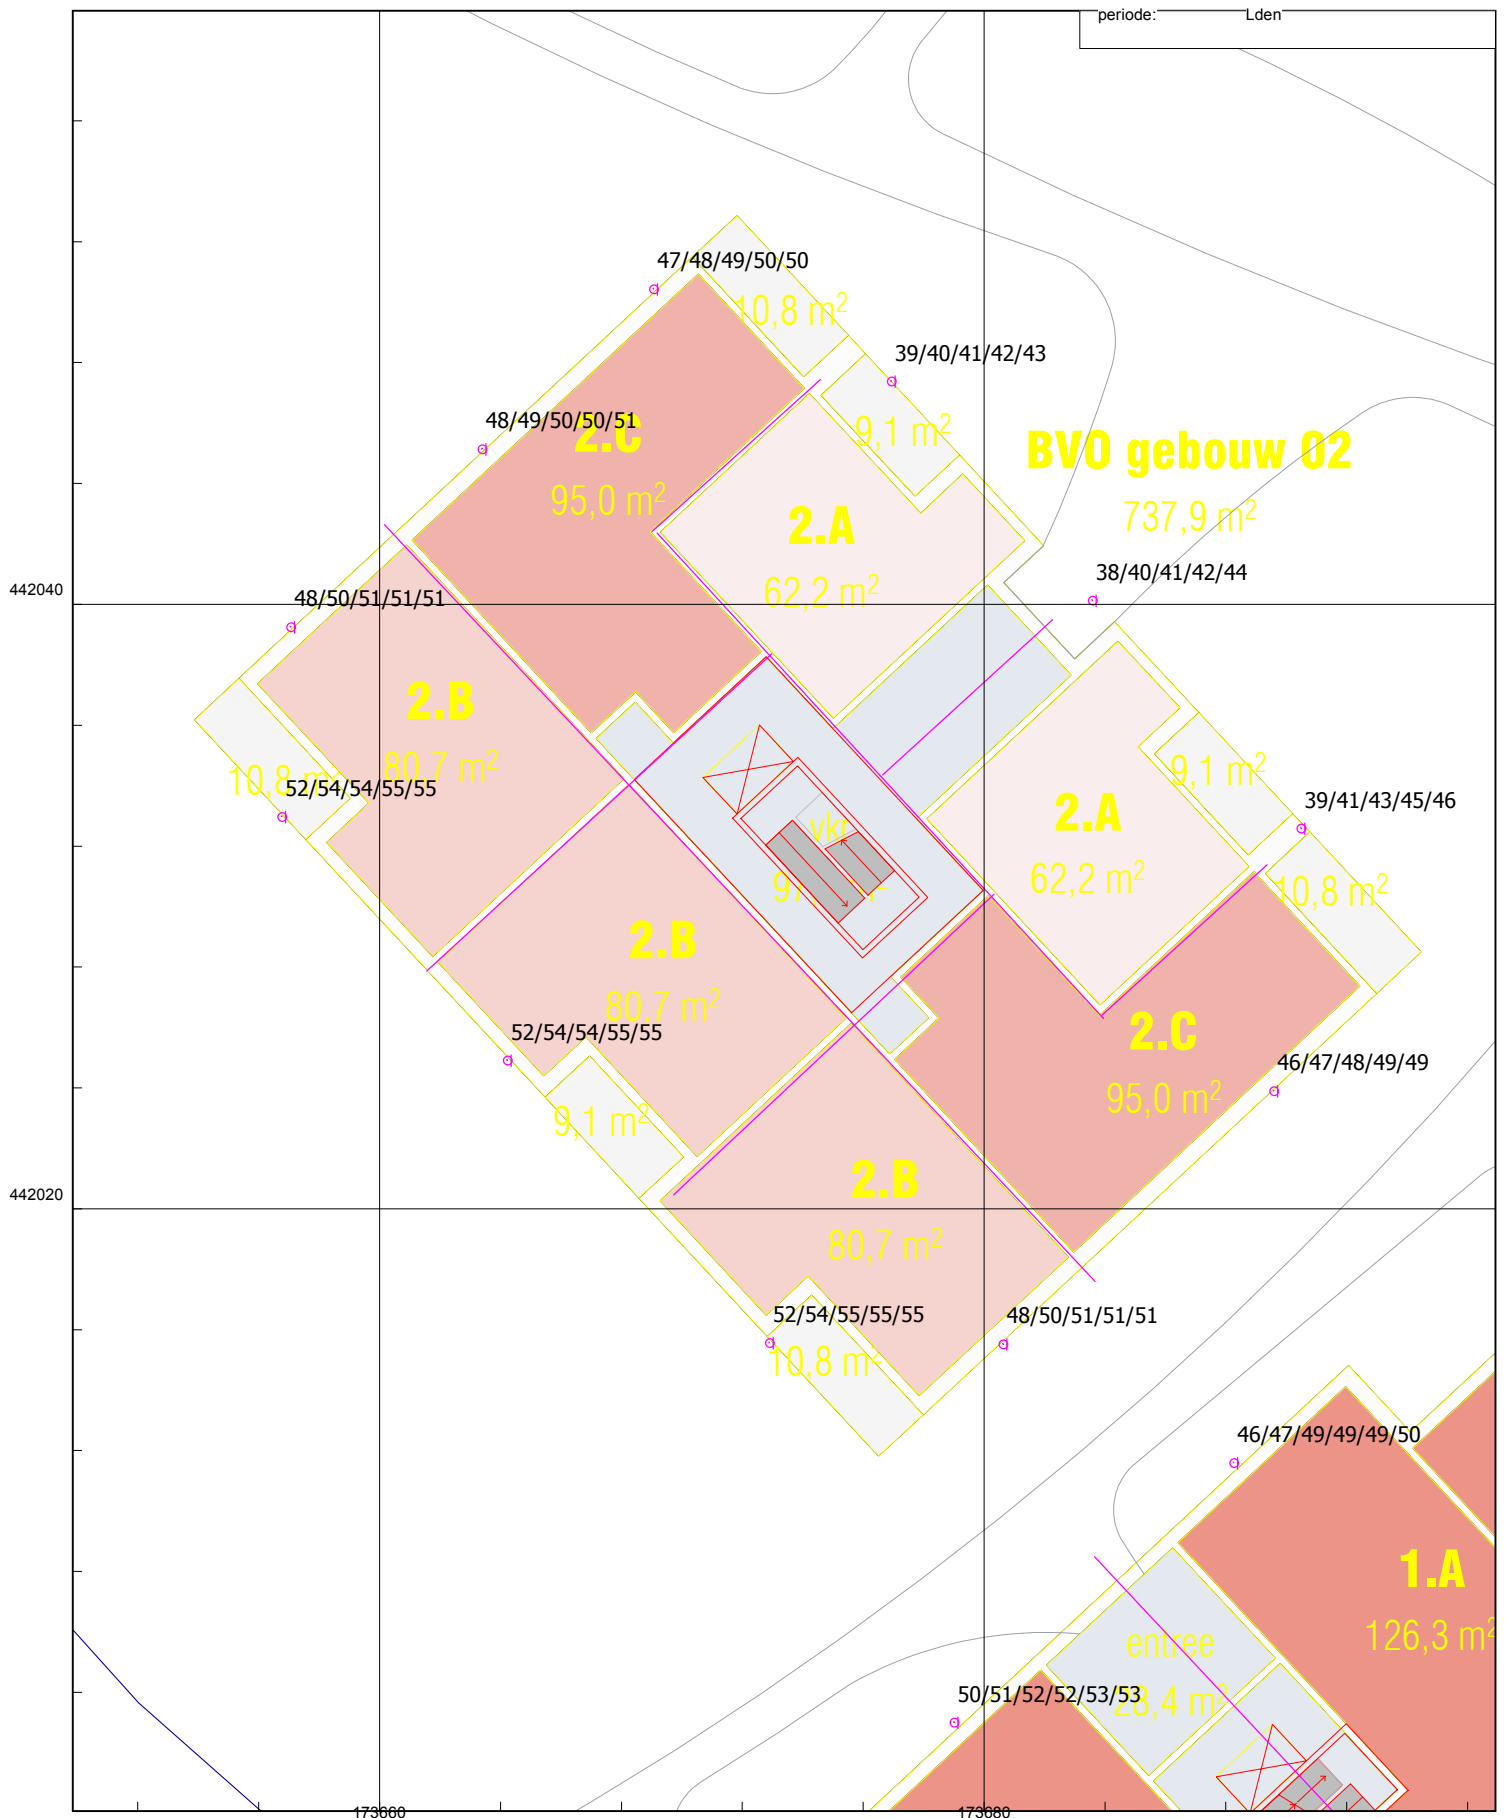 periode: Lden
47/48/49/50/50
10,8 m²
39/40/41/42/43
48/49/50/50/51
2.C
95,0 m²
9,1 m²
BVO gebouw 02
737,9 m²
2.A
62,2 m²
38/40/41/42/44
442040
48/50/51/51/51
2.B
80,7 m²
10,8 m²
52/54/54/55/55
9,1 m²
2.A
62,2 m²
39/41/43/45/46
10,8 m²
vkr
2.B
80,7 m²
52/54/54/55/55
9,1 m²
2.C
95,0 m²
46/47/48/49/49
442020
2.B
80,7 m²
52/54/55/55/55
10,8 m²
48/50/51/51/51
46/47/49/49/49/50
1.A
126,3 m²
entree
28,4 m²
50/51/52/52/53/53
173660
173680